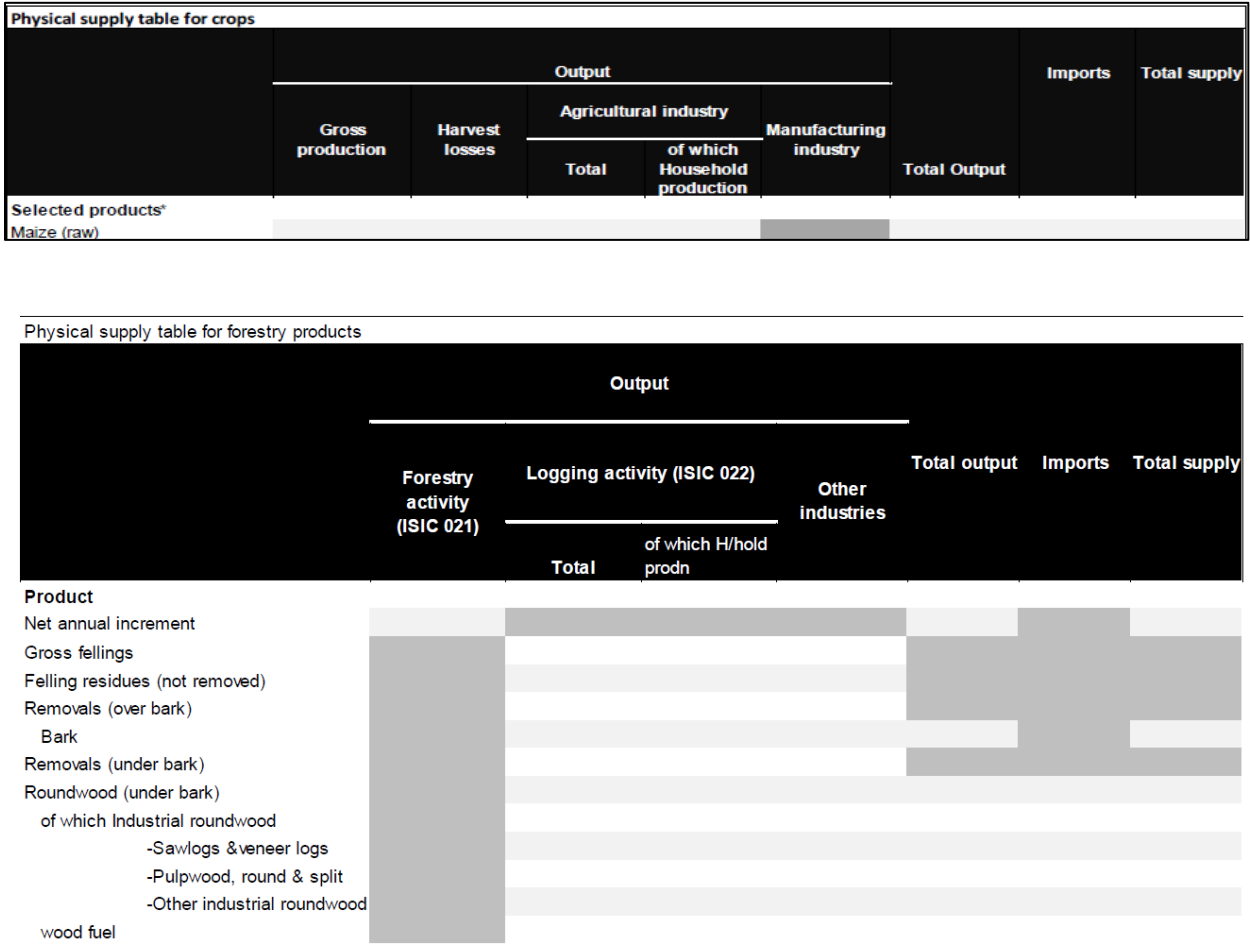 Physical supply table for crops
Output
Imports
Total supply
Agricultural industry
Gross production
Harvest losses
Manufacturing industry
Total
of which Household production
Total Output
Selected products*
Maize (raw)
Physical supply table for forestry products
Output
Total output
Imports
Total supply
Forestry activity (ISIC 021)
Logging activity (ISIC 022)
Other industries
Total
of which H/hold prodn
Product
Net annual increment
Gross fellings
Felling residues (not removed)
Removals (over bark)
Bark
Removals (under bark)
Roundwood (under bark)
of which Industrial roundwood
-Sawlogs &veneer logs
-Pulpwood, round & split
-Other industrial roundwood
wood fuel